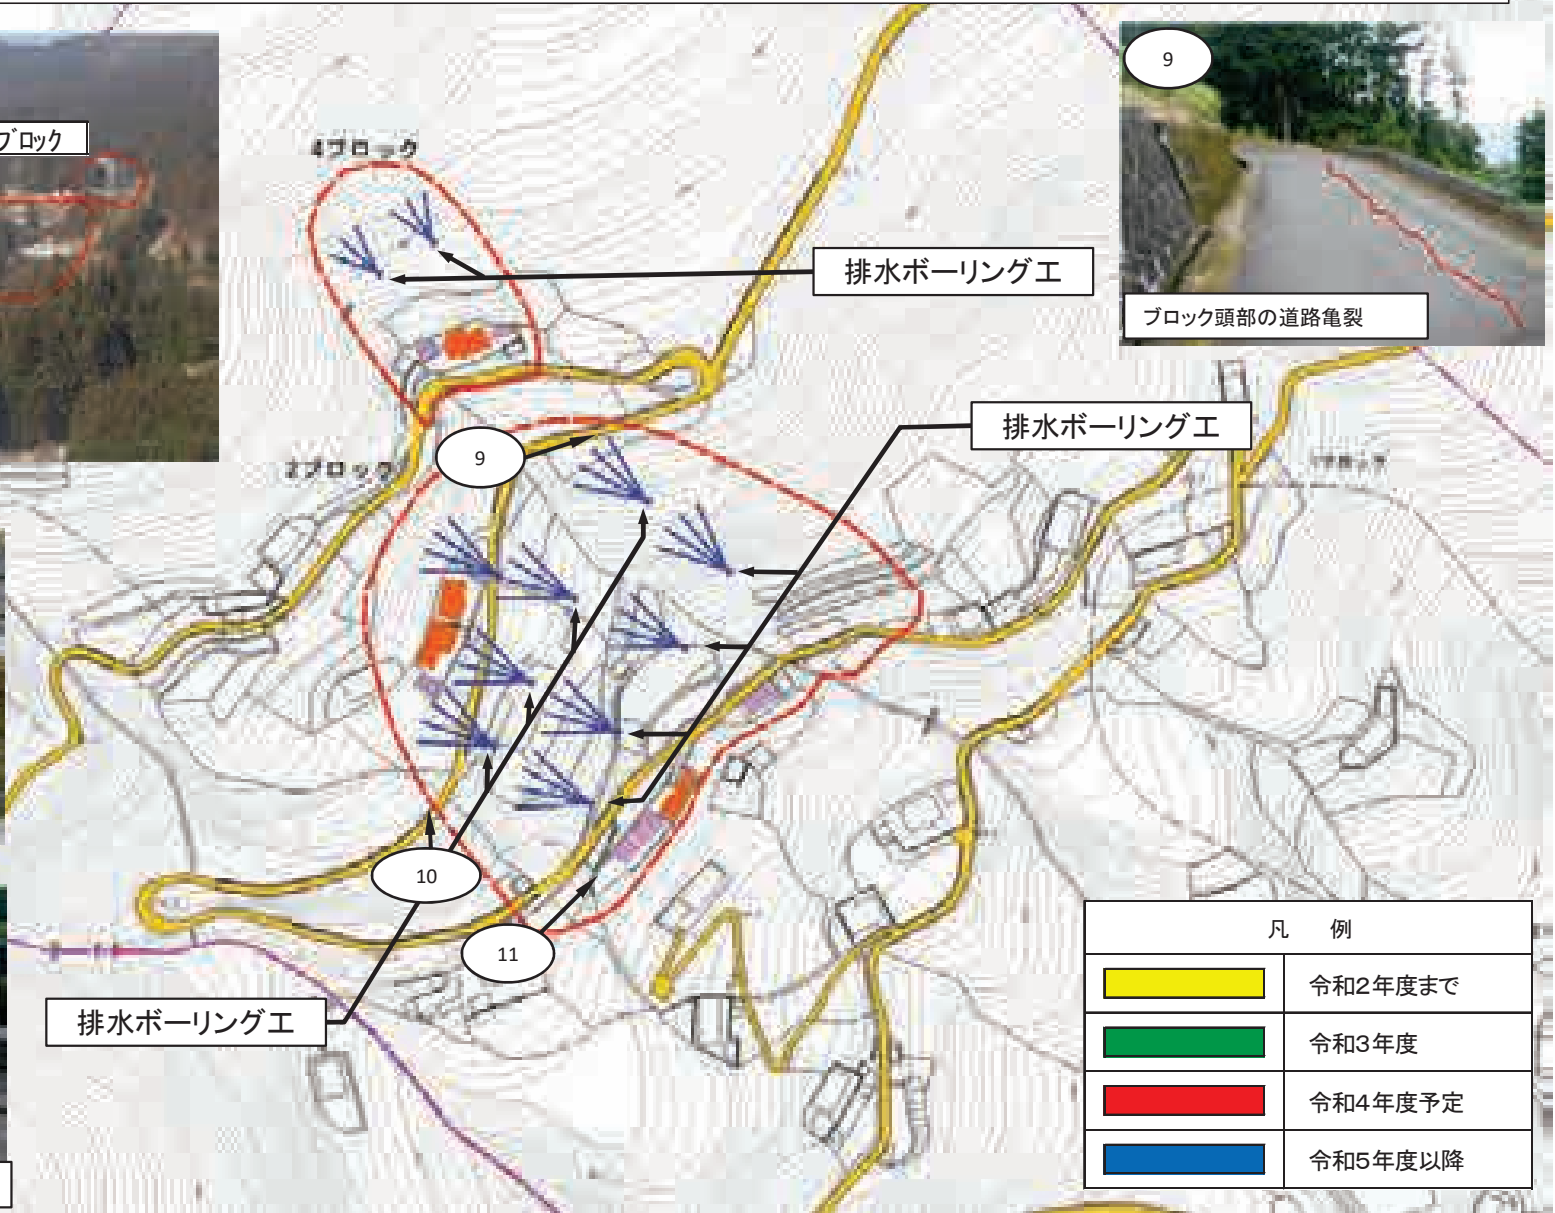 ブロック
9
ブロック頭部の道路亀裂
4ブロック
排水ボーリング工
排水ボーリング工
9
2ブロック
10
11
排水ボーリング工
凡 例
令和2年度まで
令和3年度
令和4年度予定
令和5年度以降